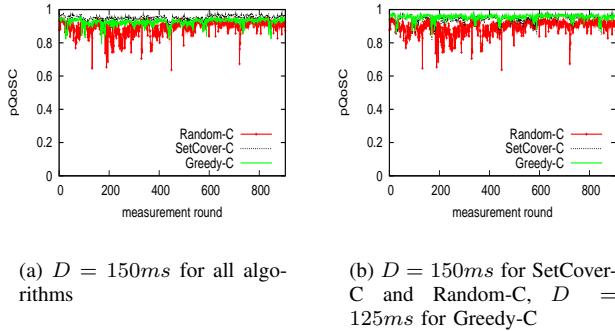 1
0.8
0.6
0.4
0.2
0
pQoSC
0 200 400 600 800
measurement round
Random-C
SetCover-C
Greedy-C
(a) D = 150ms for all algo-
rithms
1
0.8
0.6
0.4
0.2
0
pQoSC
0 200 400 600 800
measurement round
Random-C
SetCover-C
Greedy-C
(b) D = 150ms for SetCover-
C and Random-C, D =
125ms for Greedy-C